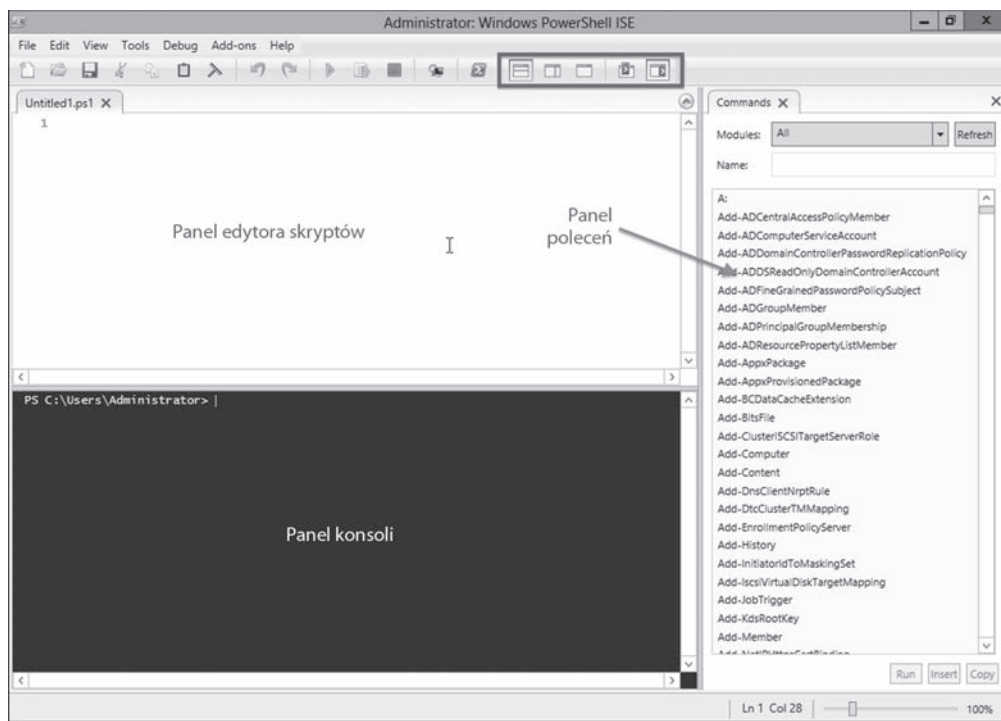 Administrator: Windows PowerShell ISE
File Edit View Tools Debug Add-ons Help
Untitled1.ps1 X
1
Panel edytora skryptów
Panel
poleceń
PS C:\Users\Administrator>
Panel konsoli
Commands X
Modules: All Refresh
Name:
A:
Add-ADCentralAccessPolicyMember
Add-ADComputerServiceAccount
Add-ADDomainControllerPasswordReplicationPolicy
Add-ADDSReadOnlyDomainControllerAccount
Add-ADFineGrainedPasswordPolicySubject
Add-ADGroupMember
Add-ADPrincipalGroupMembership
Add-ADResourcePropertyListMember
Add-AppxPackage
Add-AppxProvisionedPackage
Add-BCDataCacheExtension
Add-BitsFile
Add-ClusteriSCSITargetServerRole
Add-Computer
Add-Content
Add-DnsClientNrptRule
Add-DtcClusterTMMapping
Add-EnrollmentPolicyServer
Add-History
Add-InitiatorIdToMaskingSet
Add-IscsiVirtualDiskTargetMapping
Add-JobTrigger
Add-KdsRootKey
Add-Member
Run Insert Copy
Ln 1 Col 28 100%